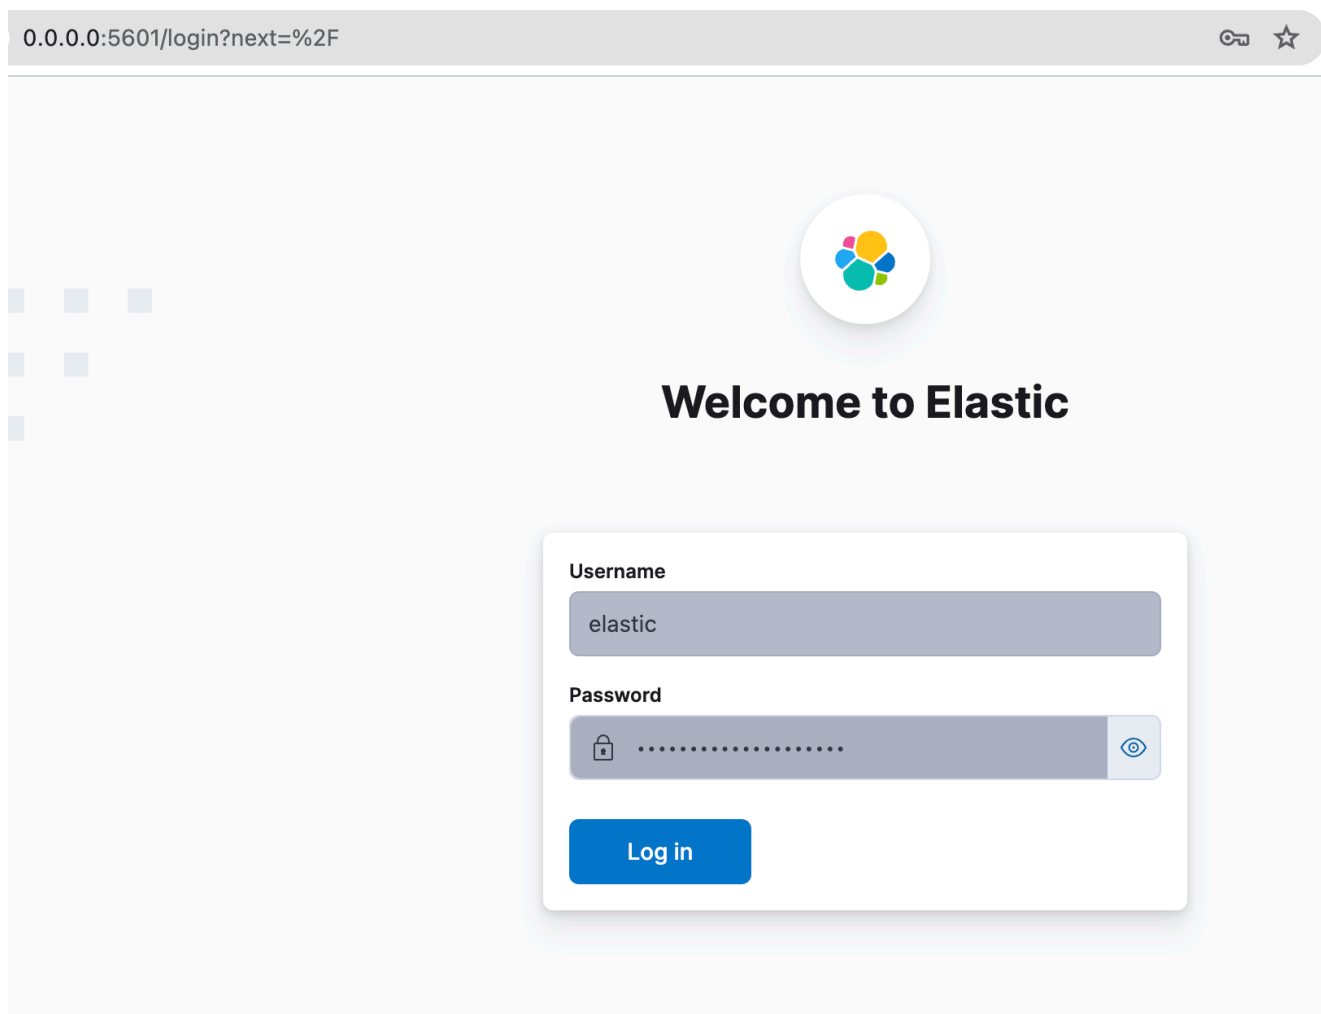 0.0.0.0:5601/login?next=%2F
Welcome to Elastic
Username
elastic
Password
••••••••••••••••••••
Log in